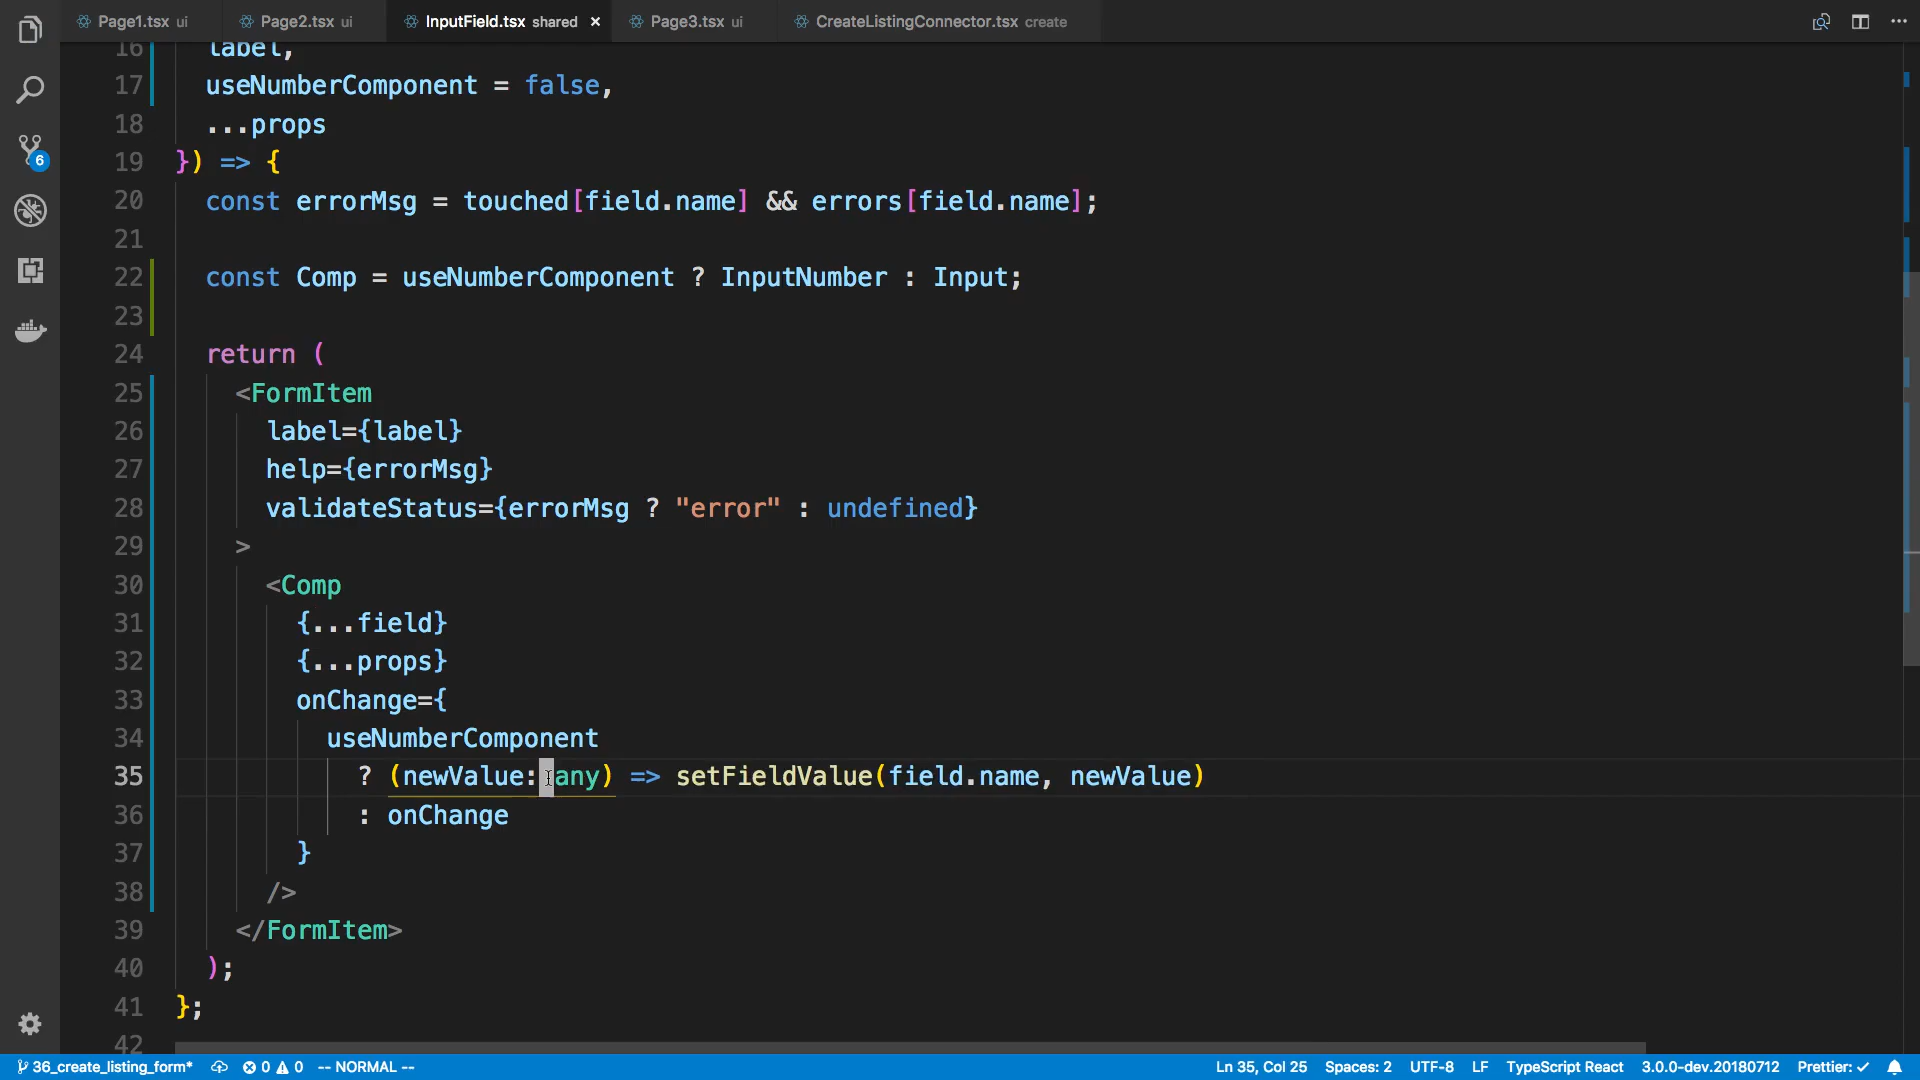 Page1.tsx ui
Page2.tsx ui
InputField.tsx shared ×
Page3.tsx ui
CreateListingConnector.tsx create
16 label,
17 useNumberComponent = false,
18 ...props
19 }) => {
20 const errorMsg = touched[field.name] && errors[field.name];
21
22 const Comp = useNumberComponent ? InputNumber : Input;
23
24 return (
25 <FormItem
26 label={label}
27 help={errorMsg}
28 validateStatus={errorMsg ? "error" : undefined}
29 >
30 <Comp
31 {...field}
32 {...props}
33 onChange={
34 useNumberComponent
35 ? (newValue: any) => setFieldValue(field.name, newValue)
36 : onChange
37 }
38 />
39 </FormItem>
40 );
41 };
42
6
36_create_listing_form* 0 0 -- NORMAL -- Ln 35, Col 25 Spaces: 2 UTF-8 LF TypeScript React 3.0.0-dev.20180712 Prettier: ✓